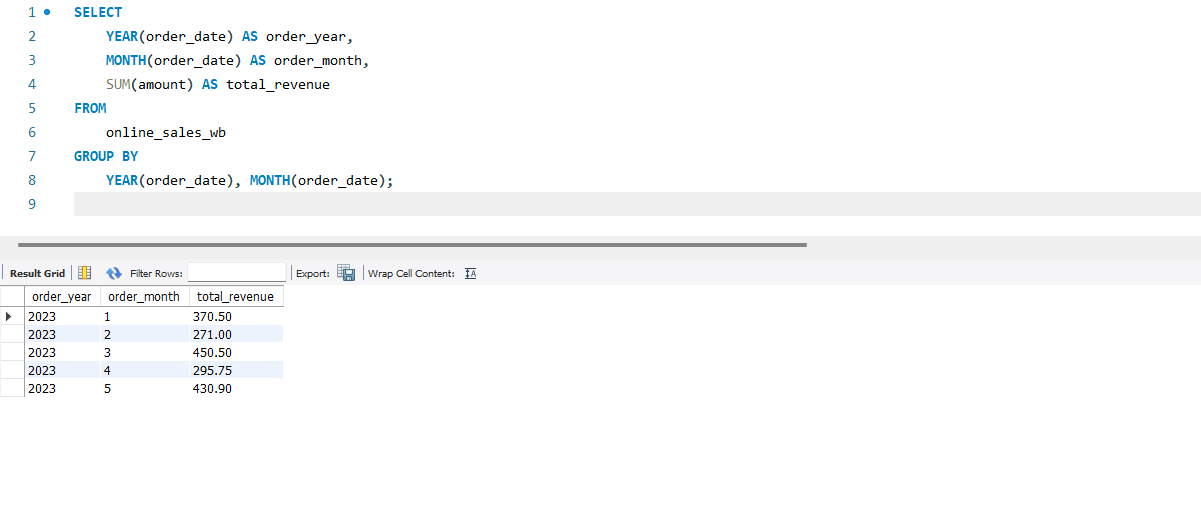 1 SELECT
2 YEAR(order_date) AS order_year,
3 MONTH(order_date) AS order_month,
4 SUM(amount) AS total_revenue
5 FROM
6 online_sales_wb
7 GROUP BY
8 YEAR(order_date), MONTH(order_date);
9
Result Grid Filter Rows: Export: Wrap Cell Content:
order_year order_month total_revenue
2023 1 370.50
2023 2 271.00
2023 3 450.50
2023 4 295.75
2023 5 430.90